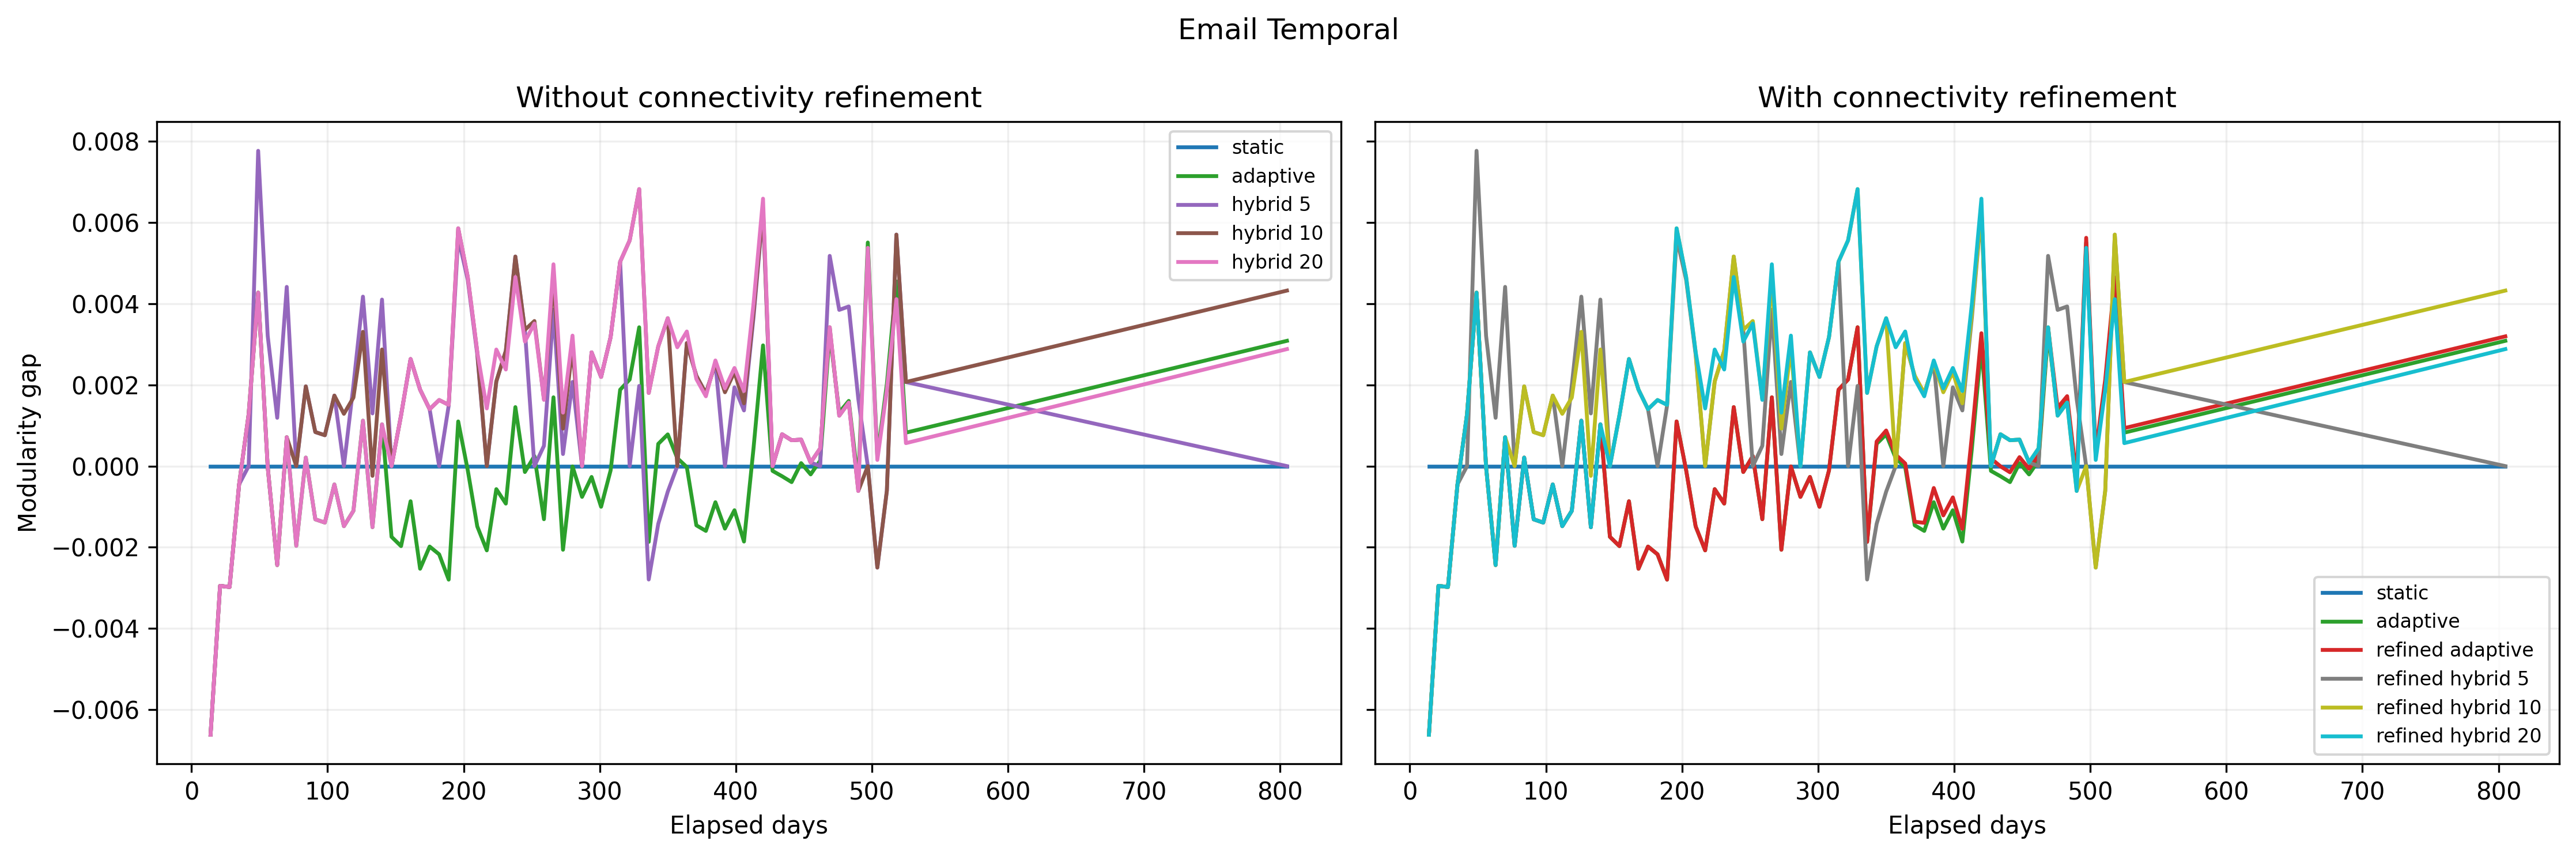 Email Temporal
Without connectivity refinement
Modularity gap
0.008
0.006
0.004
0.002
0.000
−0.002
−0.004
−0.006
static
adaptive
hybrid 5
hybrid 10
hybrid 20
0 100 200 300 400 500 600 700 800
Elapsed days
With connectivity refinement
static
adaptive
refined adaptive
refined hybrid 5
refined hybrid 10
refined hybrid 20
0 100 200 300 400 500 600 700 800
Elapsed days